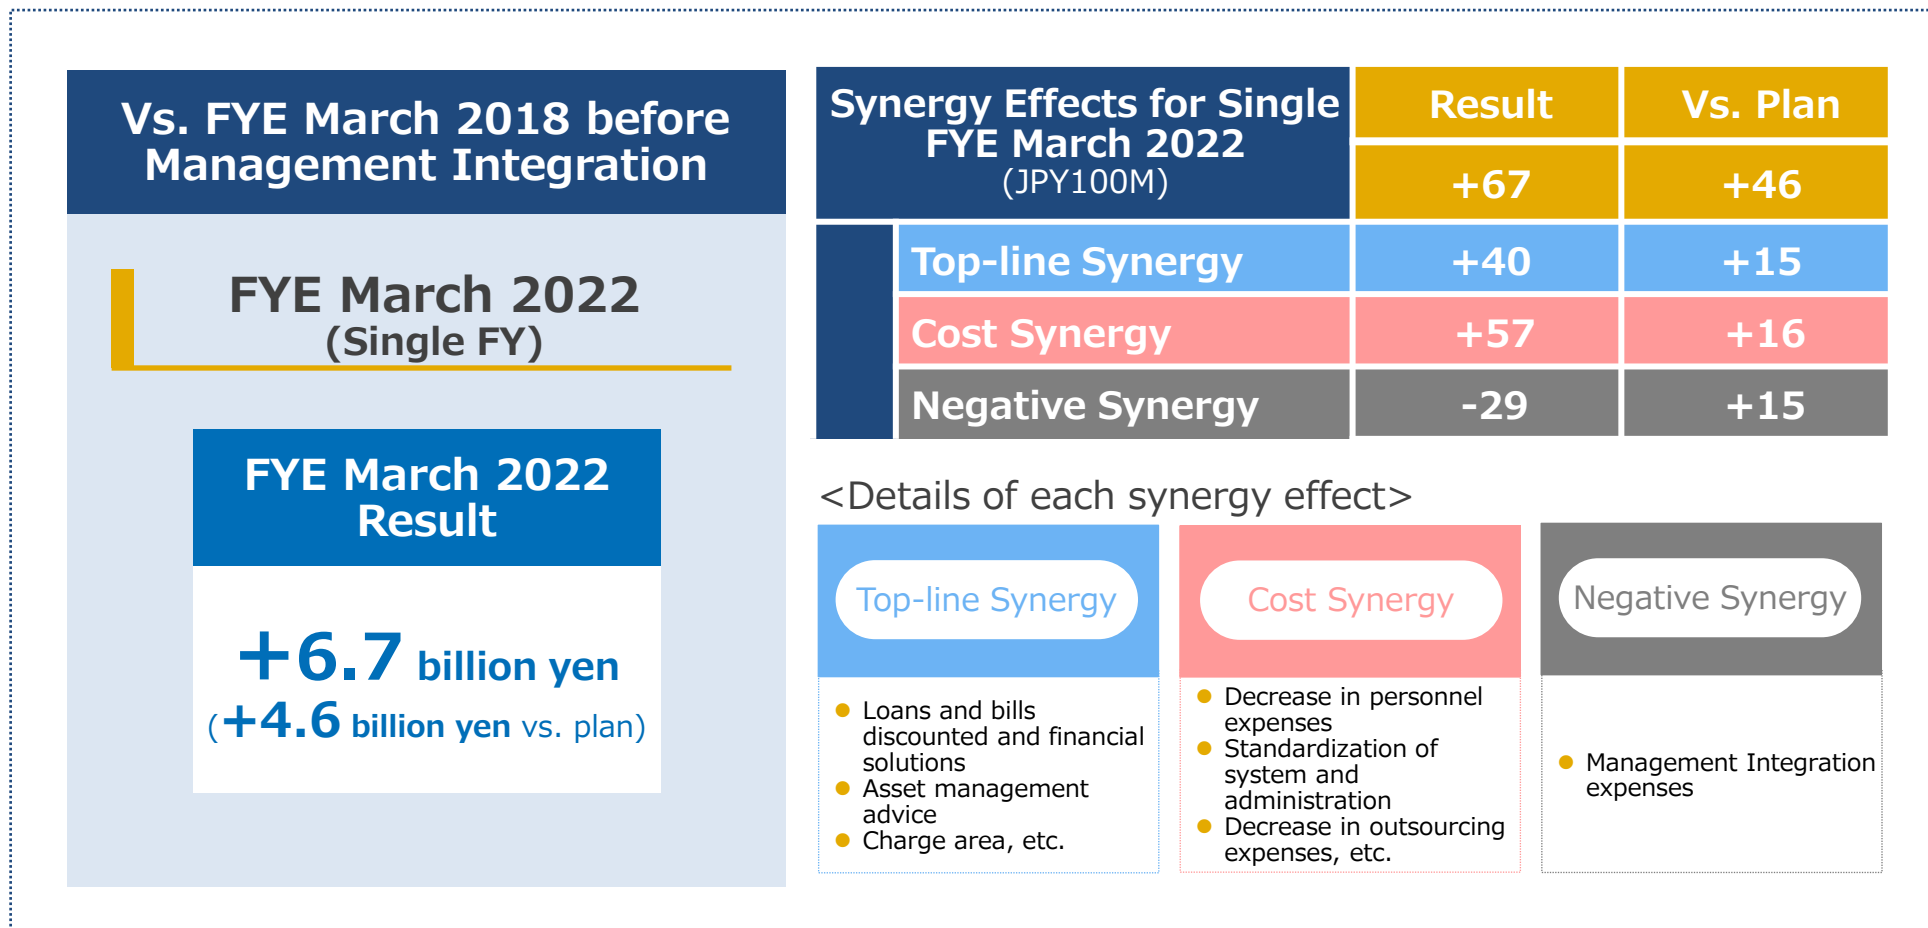 Vs. FYE March 2018 before
Management Integration
FYE March 2022
(Single FY)
FYE March 2022
Result
+6.7 billion yen
(+4.6 billion yen vs. plan)
Synergy Effects for Single
FYE March 2022
(JPY100M)
Result
Vs. Plan
+67
+46
Top-line Synergy
+40
+15
Cost Synergy
+57
+16
Negative Synergy
-29
+15
<Details of each synergy effect>
Top-line Synergy
● Loans and bills
discounted and financial
solutions
● Asset management
advice
● Charge area, etc.
Cost Synergy
● Decrease in personnel
expenses
● Standardization of
system and
administration
● Decrease in outsourcing
expenses, etc.
Negative Synergy
● Management Integration
expenses